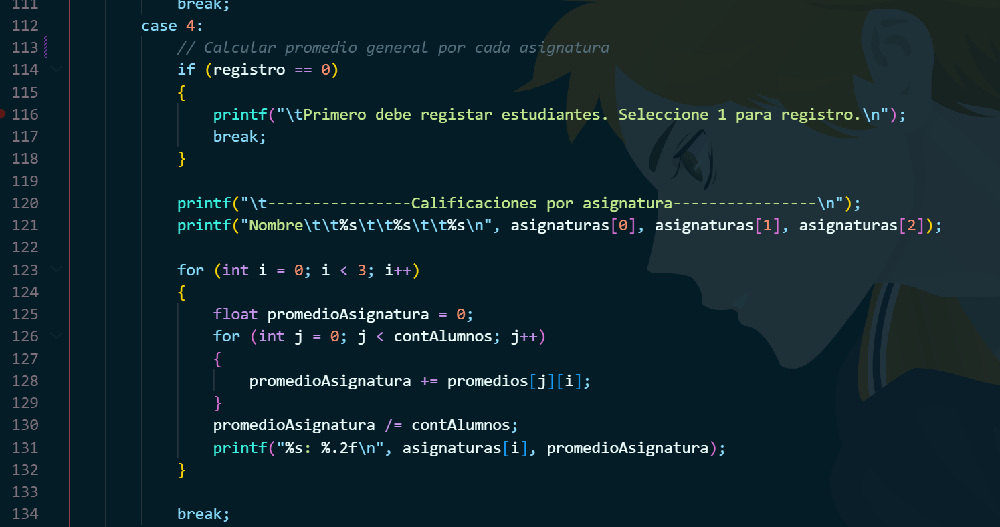 111 break;
112 case 4:
113 // Calcular promedio general por cada asignatura
114 if (registro == 0)
115 {
116 printf("\tPrimero debe registar estudiantes. Seleccione 1 para registro.\n");
117 break;
118 }
119
120 printf("\t----------------Calificaciones por asignatura----------------\n");
121 printf("Nombre\t\t%s\t\t%s\t\t%s\n", asignaturas[0], asignaturas[1], asignaturas[2]);
122
123 for (int i = 0; i < 3; i++)
124 {
125 float promedioAsignatura = 0;
126 for (int j = 0; j < contAlumnos; j++)
127 {
128 promedioAsignatura += promedios[j][i];
129 }
130 promedioAsignatura /= contAlumnos;
131 printf("%s: %.2f\n", asignaturas[i], promedioAsignatura);
132 }
133
134 break;